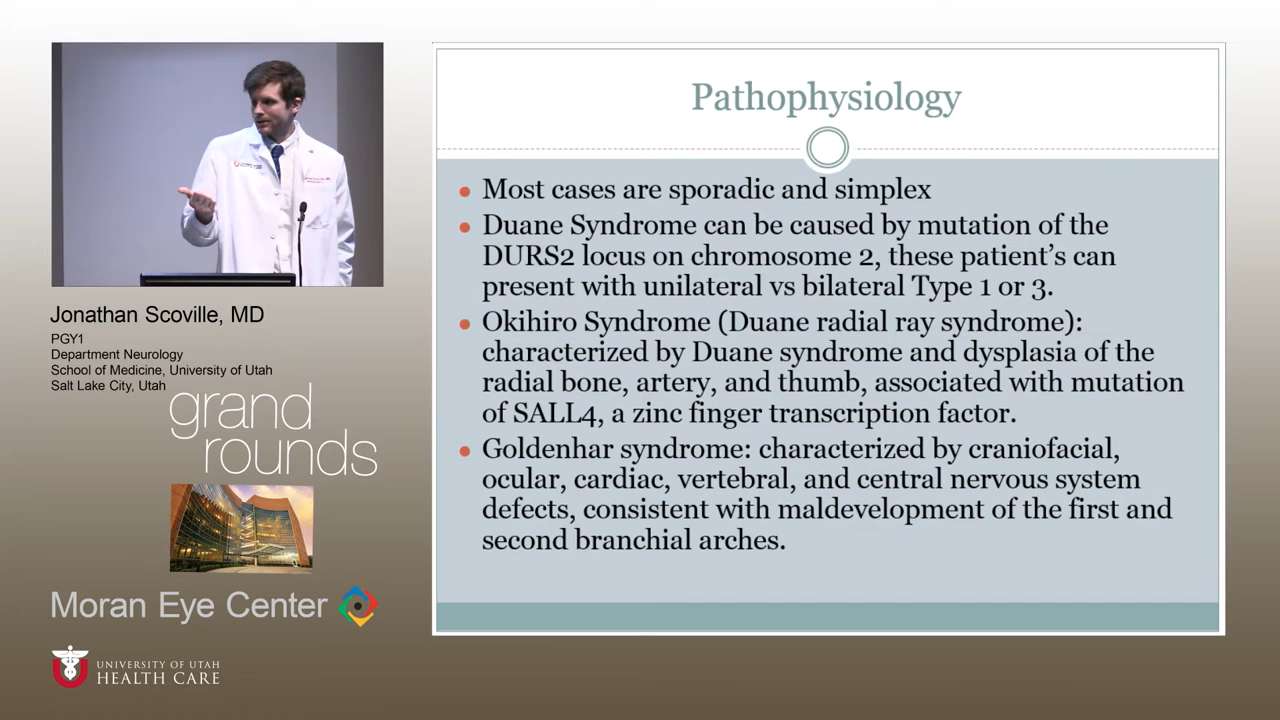 Pathophysiology
• Most cases are sporadic and simplex
• Duane Syndrome can be caused by mutation of the
DURS2 locus on chromosome 2, these patient's can
present with unilateral vs bilateral Type 1 or 3.
• Okihiro Syndrome (Duane radial ray syndrome):
characterized by Duane syndrome and dysplasia of the
radial bone, artery, and thumb, associated with mutation
of SALL4, a zinc finger transcription factor.
• Goldenhar syndrome: characterized by craniofacial,
ocular, cardiac, vertebral, and central nervous system
defects, consistent with maldevelopment of the first and
second branchial arches.
Jonathan Scoville, MD
PGY1
Department Neurology
School of Medicine, University of Utah
Salt Lake City, Utah
grand
rounds
Moran Eye Center
UNIVERSITY OF UTAH
HEALTH CARE